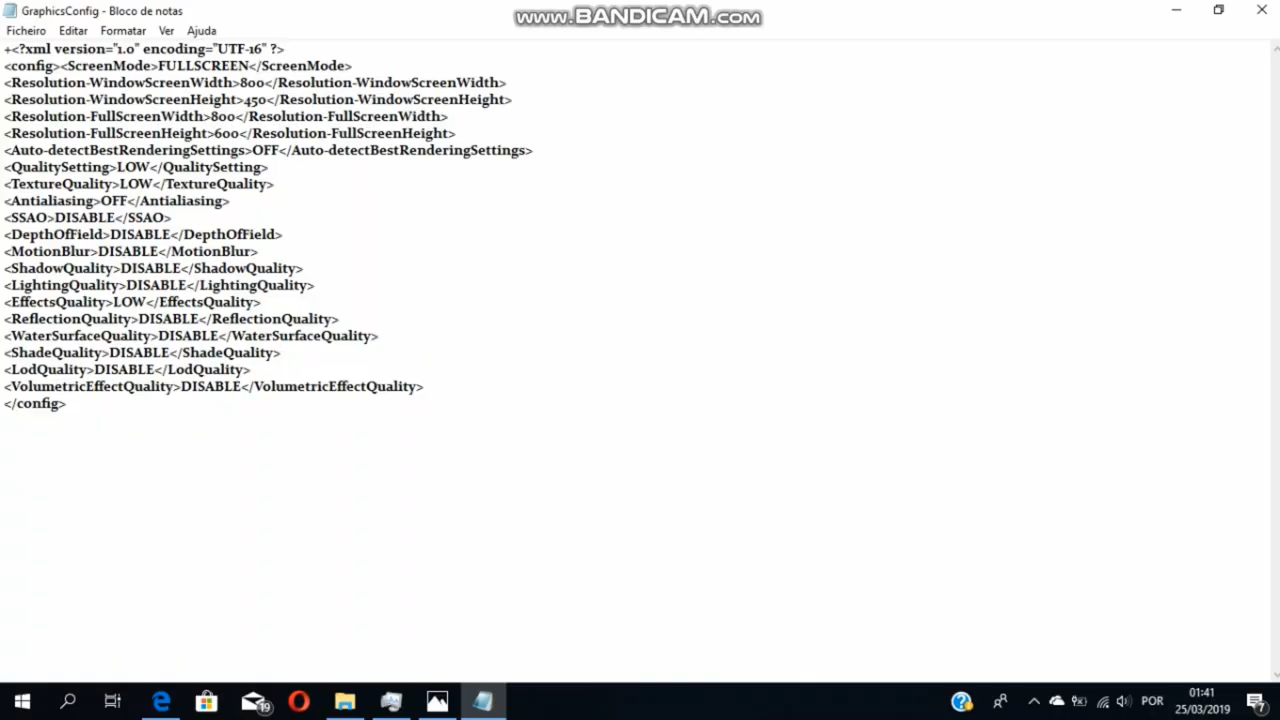 GraphicsConfig - Bloco de notas
www.BANDICAM.com
Ficheiro Editar Formatar Ver Ajuda
+<?xml version="1.0" encoding="UTF-16" ?>
<config><ScreenMode>FULLSCREEN</ScreenMode>
<Resolution-WindowScreenWidth>800</Resolution-WindowScreenWidth>
<Resolution-WindowScreenHeight>450</Resolution-WindowScreenHeight>
<Resolution-FullScreenWidth>800</Resolution-FullScreenWidth>
<Resolution-FullScreenHeight>600</Resolution-FullScreenHeight>
<Auto-detectBestRenderingSettings>OFF</Auto-detectBestRenderingSettings>
<QualitySetting>LOW</QualitySetting>
<TextureQuality>LOW</TextureQuality>
<Antialiasing>OFF</Antialiasing>
<SSAO>DISABLE</SSAO>
<DepthOfField>DISABLE</DepthOfField>
<MotionBlur>DISABLE</MotionBlur>
<ShadowQuality>DISABLE</ShadowQuality>
<LightingQuality>DISABLE</LightingQuality>
<EffectsQuality>LOW</EffectsQuality>
<ReflectionQuality>DISABLE</ReflectionQuality>
<WaterSurfaceQuality>DISABLE</WaterSurfaceQuality>
<ShadeQuality>DISABLE</ShadeQuality>
<LodQuality>DISABLE</LodQuality>
<VolumetricEffectQuality>DISABLE</VolumetricEffectQuality>
</config>
19
POR
01:41
25/03/2019
7